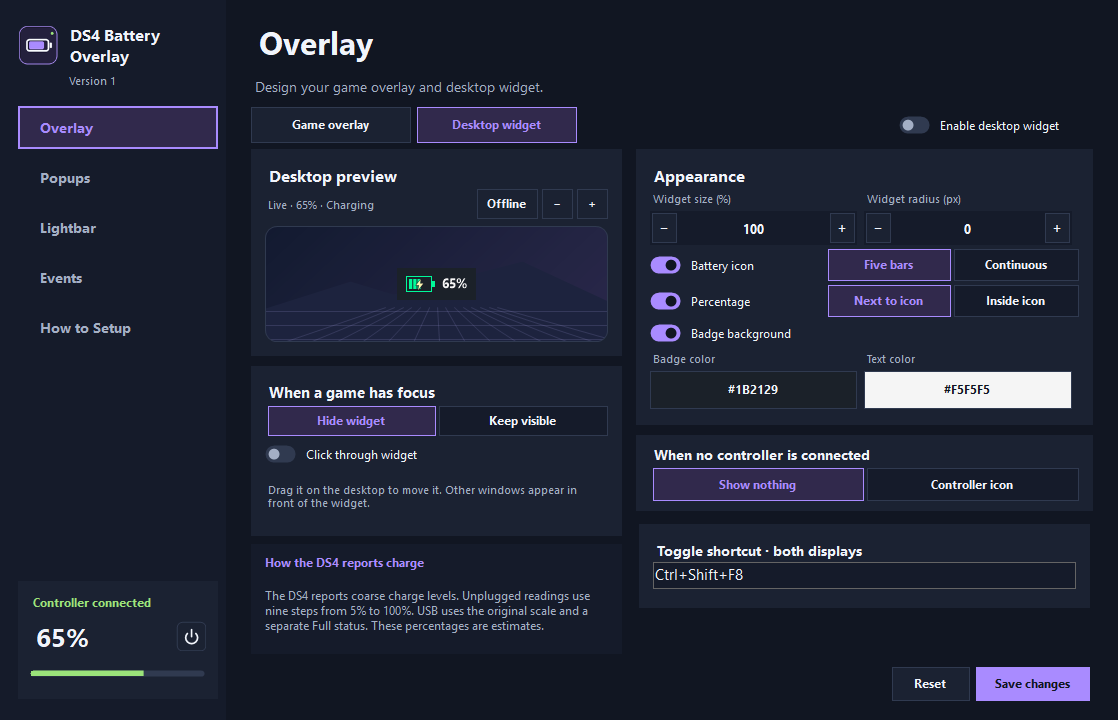 DS4 Battery
Overlay
Version 1
Overlay
Popups
Lightbar
Events
How to Setup
Controller connected
65%
Overlay
Design your game overlay and desktop widget.
Game overlay
Desktop widget
Enable desktop widget
Desktop preview
Live · 65% · Charging
Offline
−
+
65%
When a game has focus
Hide widget
Keep visible
Click through widget
Drag it on the desktop to move it. Other windows appear in
front of the widget.
How the DS4 reports charge
The DS4 reports coarse charge levels. Unplugged readings use
nine steps from 5% to 100%. USB uses the original scale and a
separate Full status. These percentages are estimates.
Appearance
Widget size (%)
Widget radius (px)
−
100
+
−
0
+
Battery icon
Five bars
Continuous
Percentage
Next to icon
Inside icon
Badge background
Badge color
Text color
#1B2129
#F5F5F5
When no controller is connected
Show nothing
Controller icon
Toggle shortcut · both displays
Ctrl+Shift+F8
Reset
Save changes